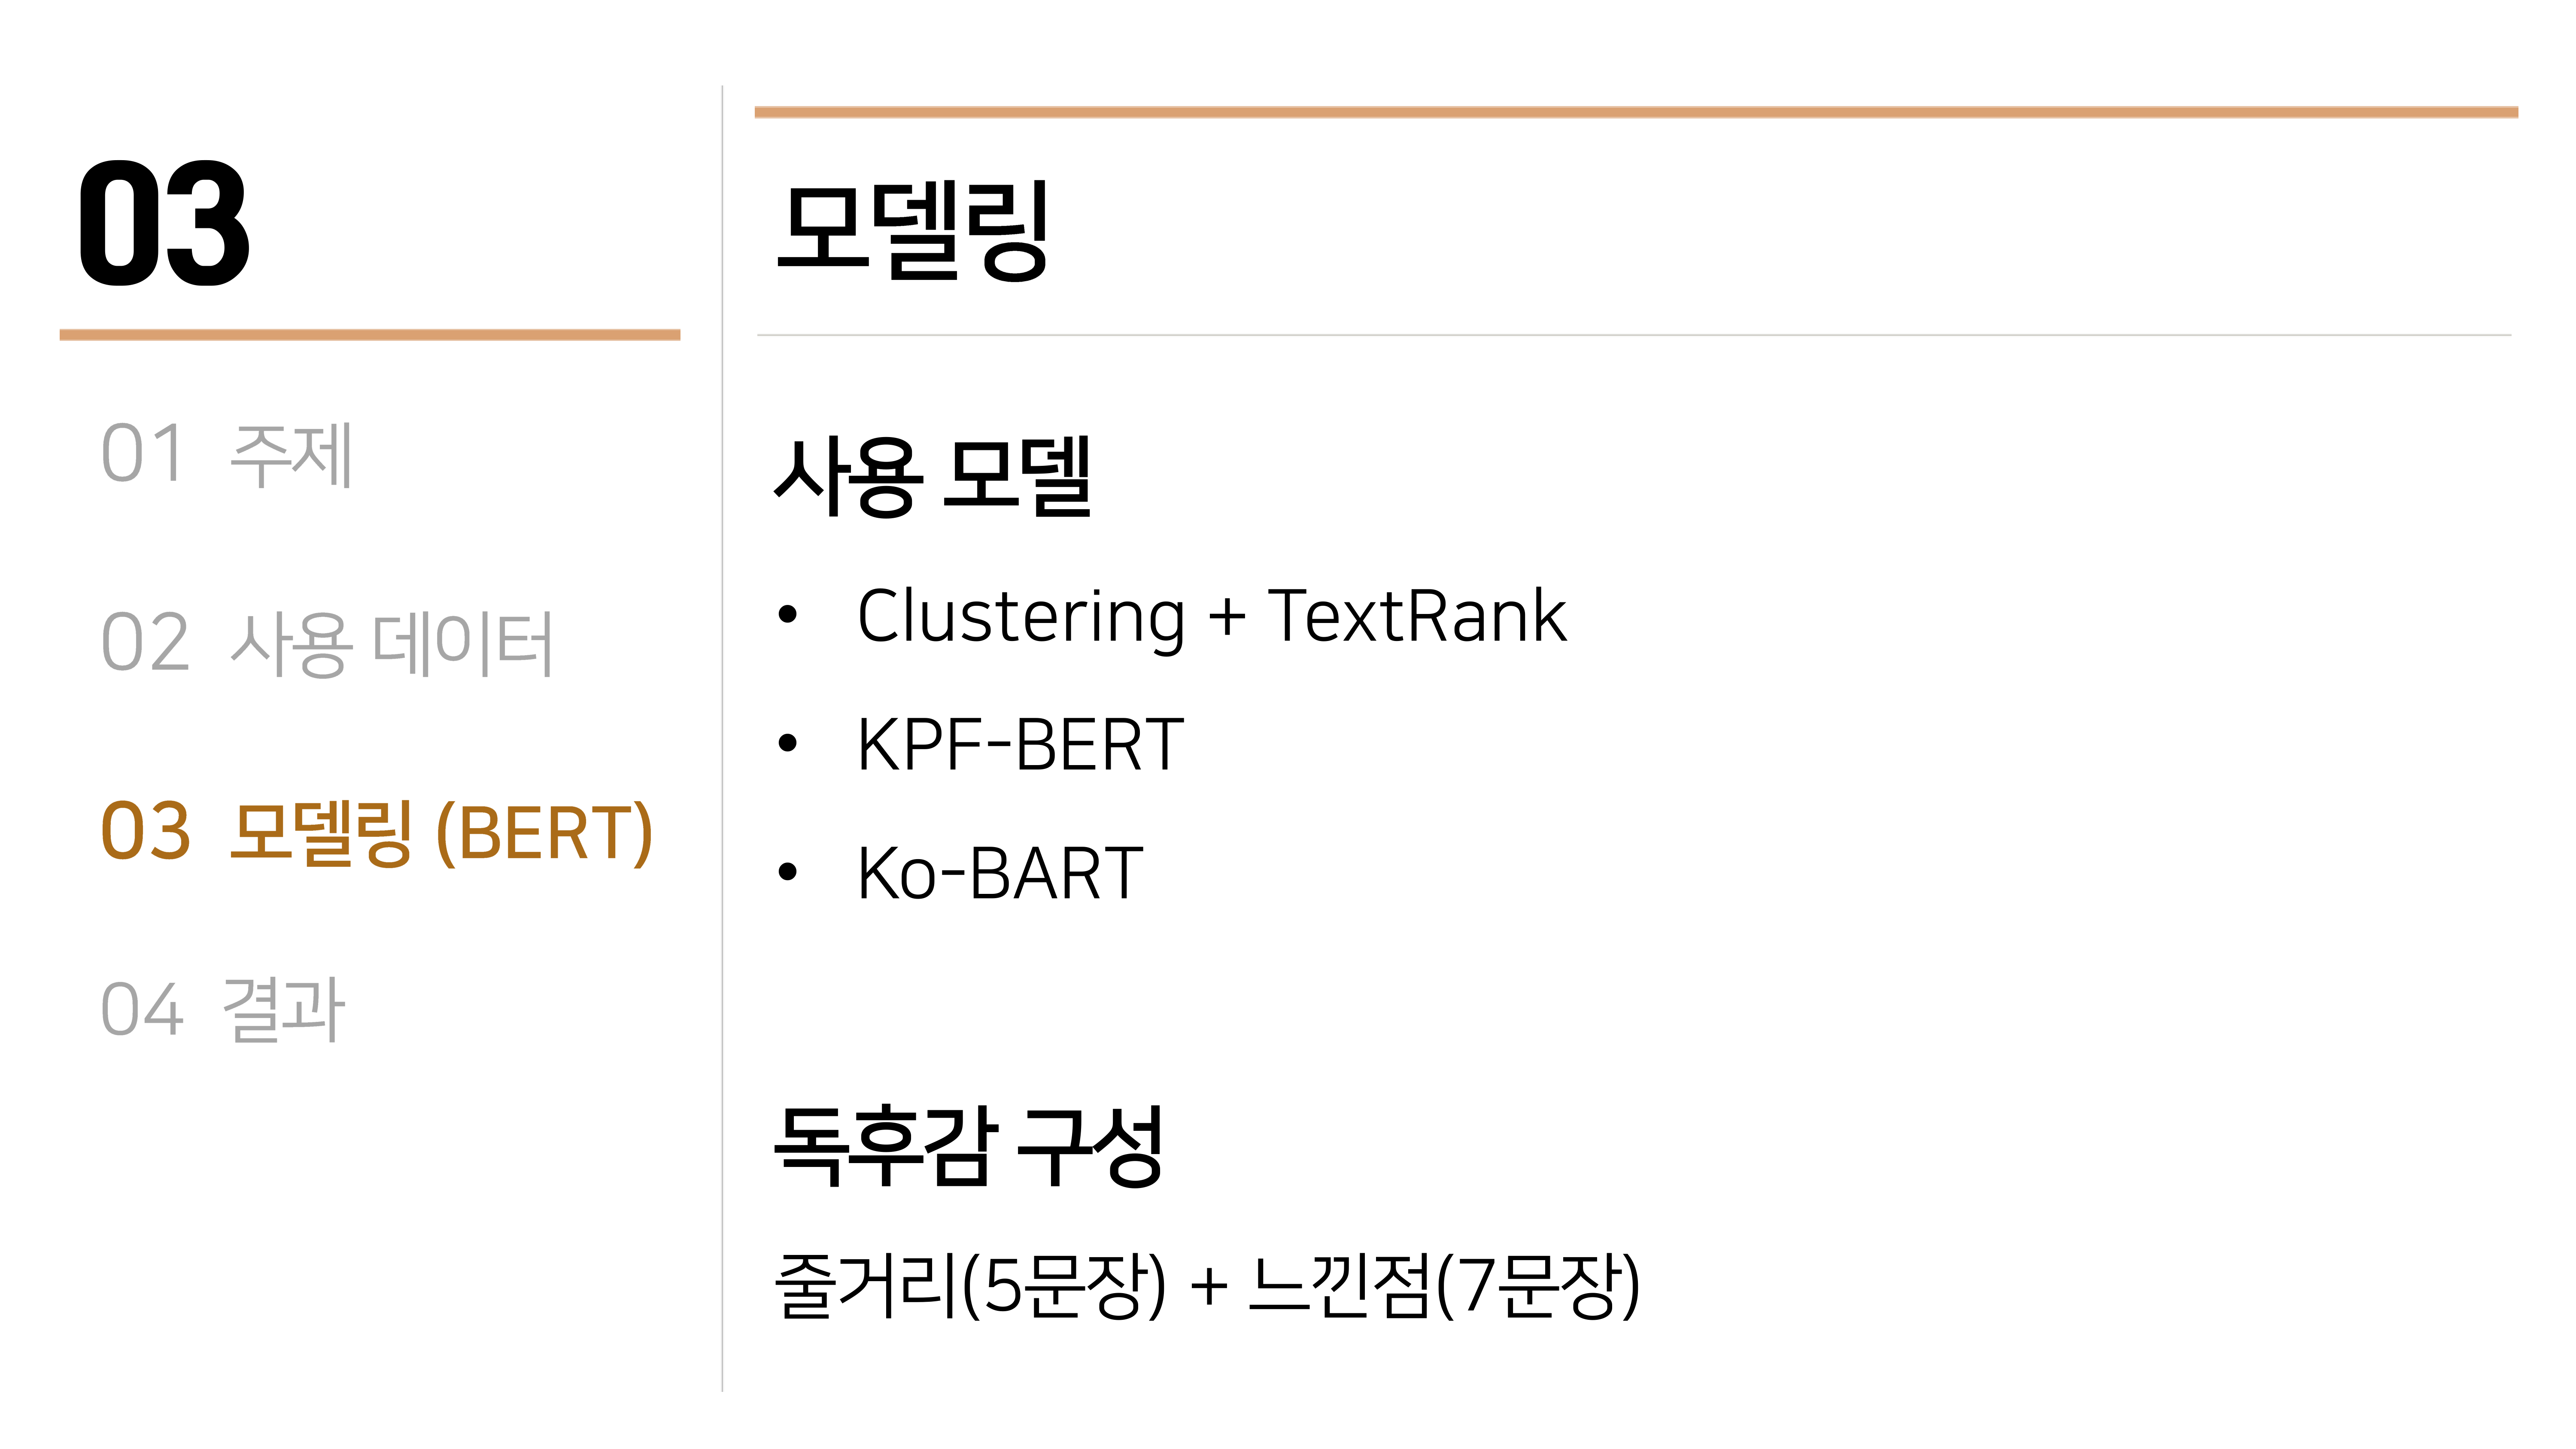 03
01 주제
02 사용 데이터
03 모델링 (BERT)
04 결과
모델링
사용 모델
• Clustering + TextRank
• KPF-BERT
• Ko-BART
독후감 구성
줄거리(5문장) + 느낀점(7문장)